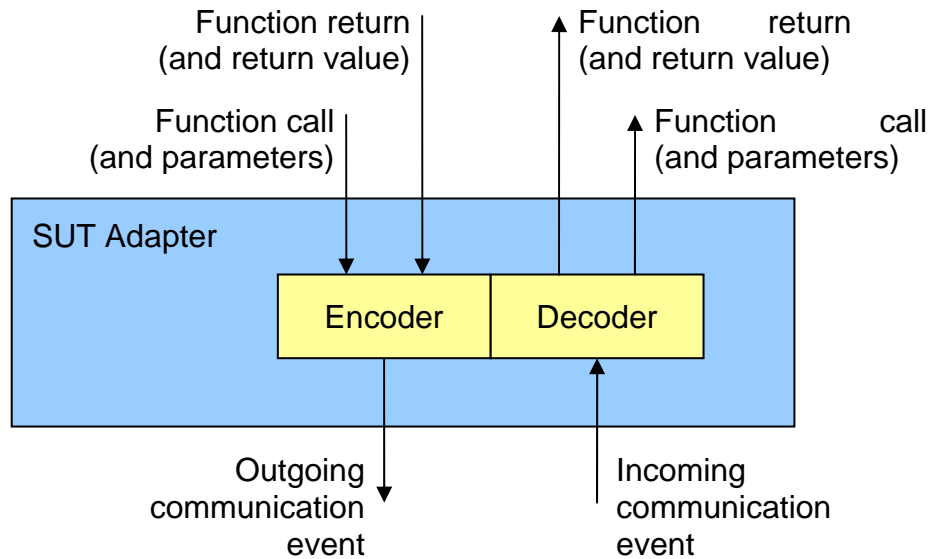 Function return
(and return value)
Function return
(and return value)
Function call
(and parameters)
Function call
(and parameters)
SUT Adapter
Encoder
Decoder
Outgoing
communication
event
Incoming
communication
event